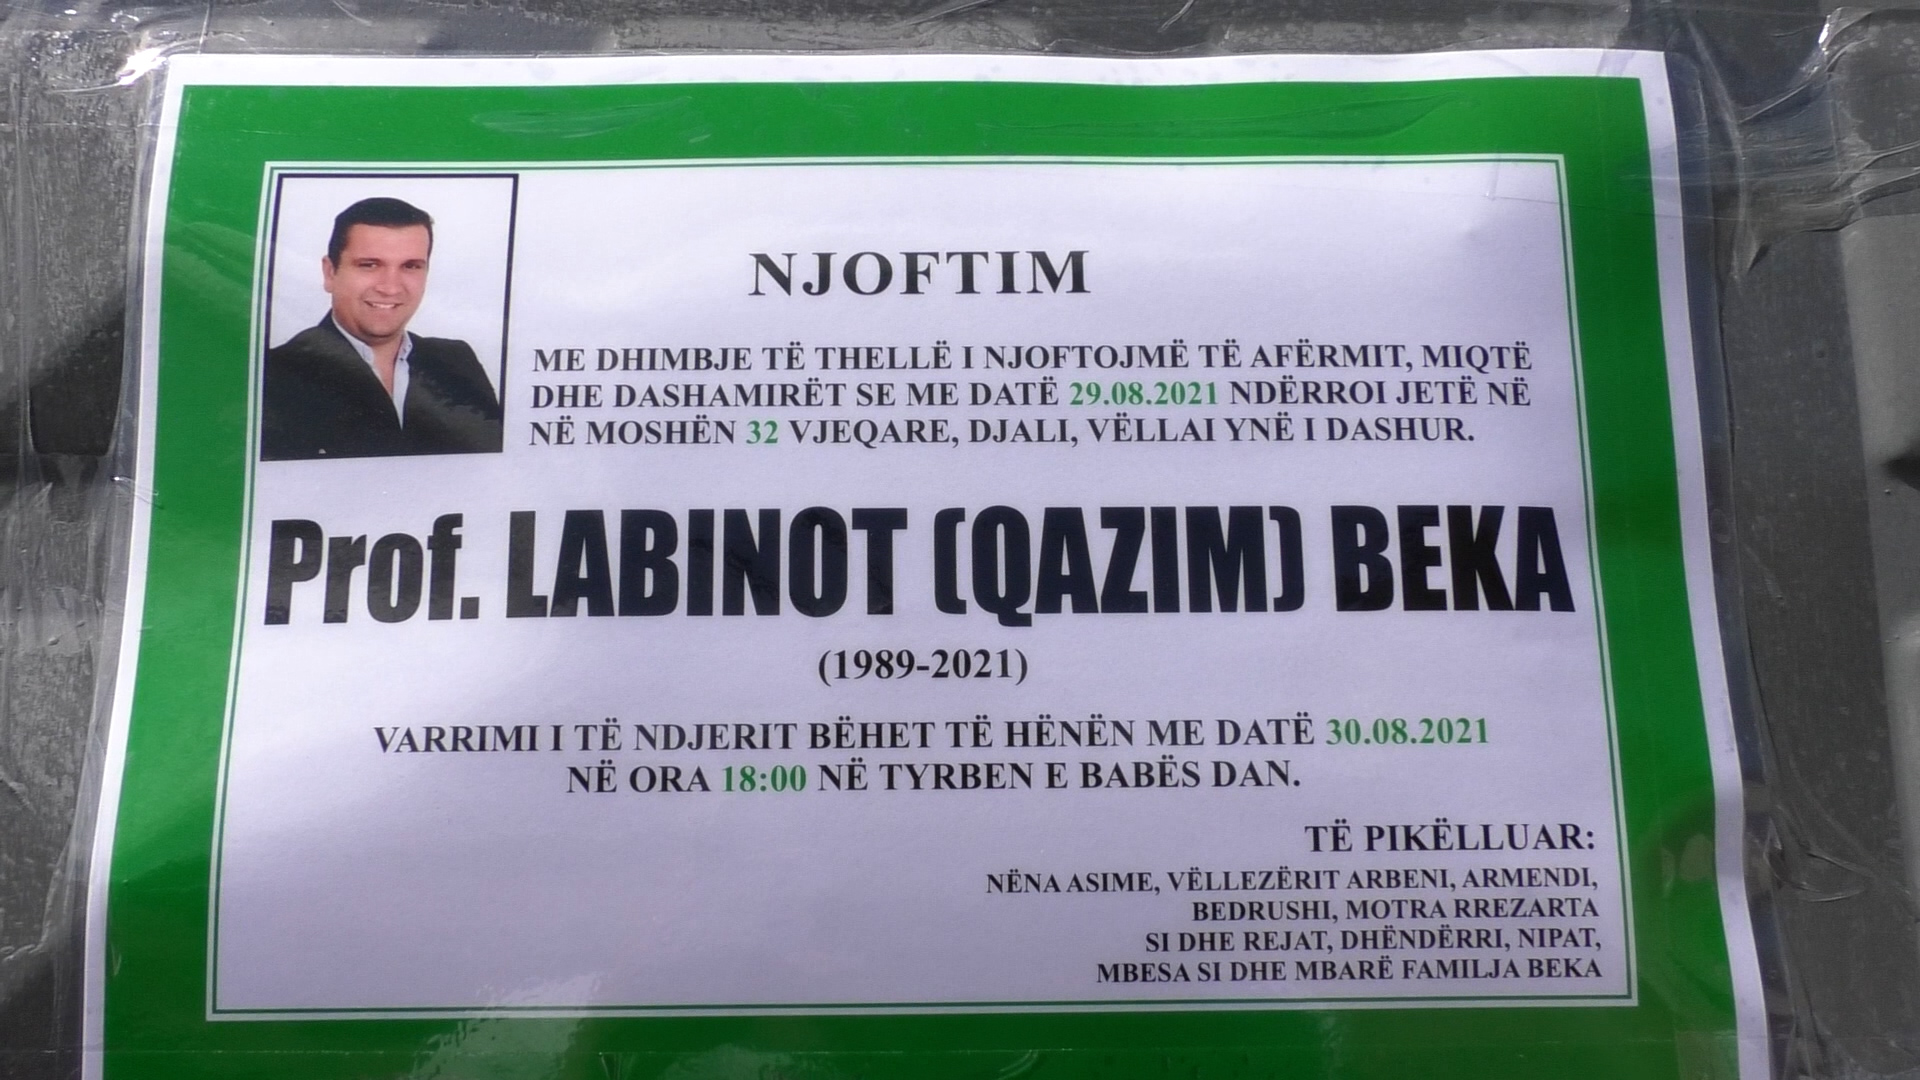 NJOFTIM
ME DHIMBJE TË THELLË I NJOFTOJMË TË AFËRMIT, MIQTË
DHE DASHAMIRËT SE ME DATË 29.08.2021 NDËRROI JETË NË
NË MOSHËN 32 VJEQARE, DJALI, VËLLAI YNË I DASHUR.
Prof. LABINOT (QAZIM) BEKA
(1989-2021)
VARRIMI I TË NDJERIT BËHET TË HËNËN ME DATË 30.08.2021
NË ORA 18:00 NË TYRBEN E BABËS DAN.
TË PIKËLLUAR:
NËNA ASIME, VËLLEZËRIT ARBENI, ARMENDI,
BEDRUSHI, MOTRA RREZARTA
SI DHE REJAT, DHËNDËRRI, NIPAT,
MBESA SI DHE MBARË FAMILJA BEKA